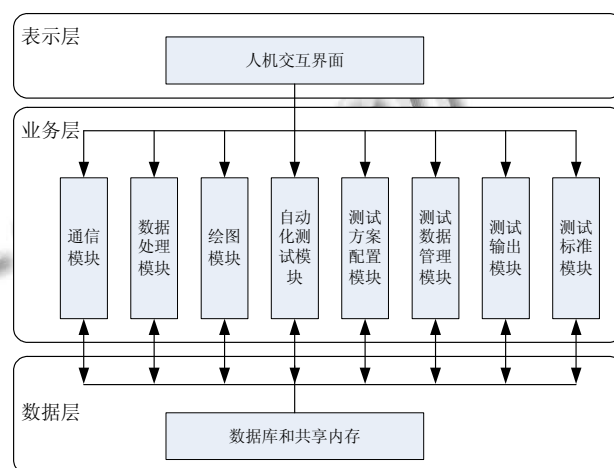 表示层
人机交互界面
业务层
通信
模块
数据
处理
模块
绘图
模块
自动
化测
试模
块
测试
方案
配置
模块
测试
数据
管理
模块
测试
输出
模块
测试
标准
模块
数据层
数据库和共享内存